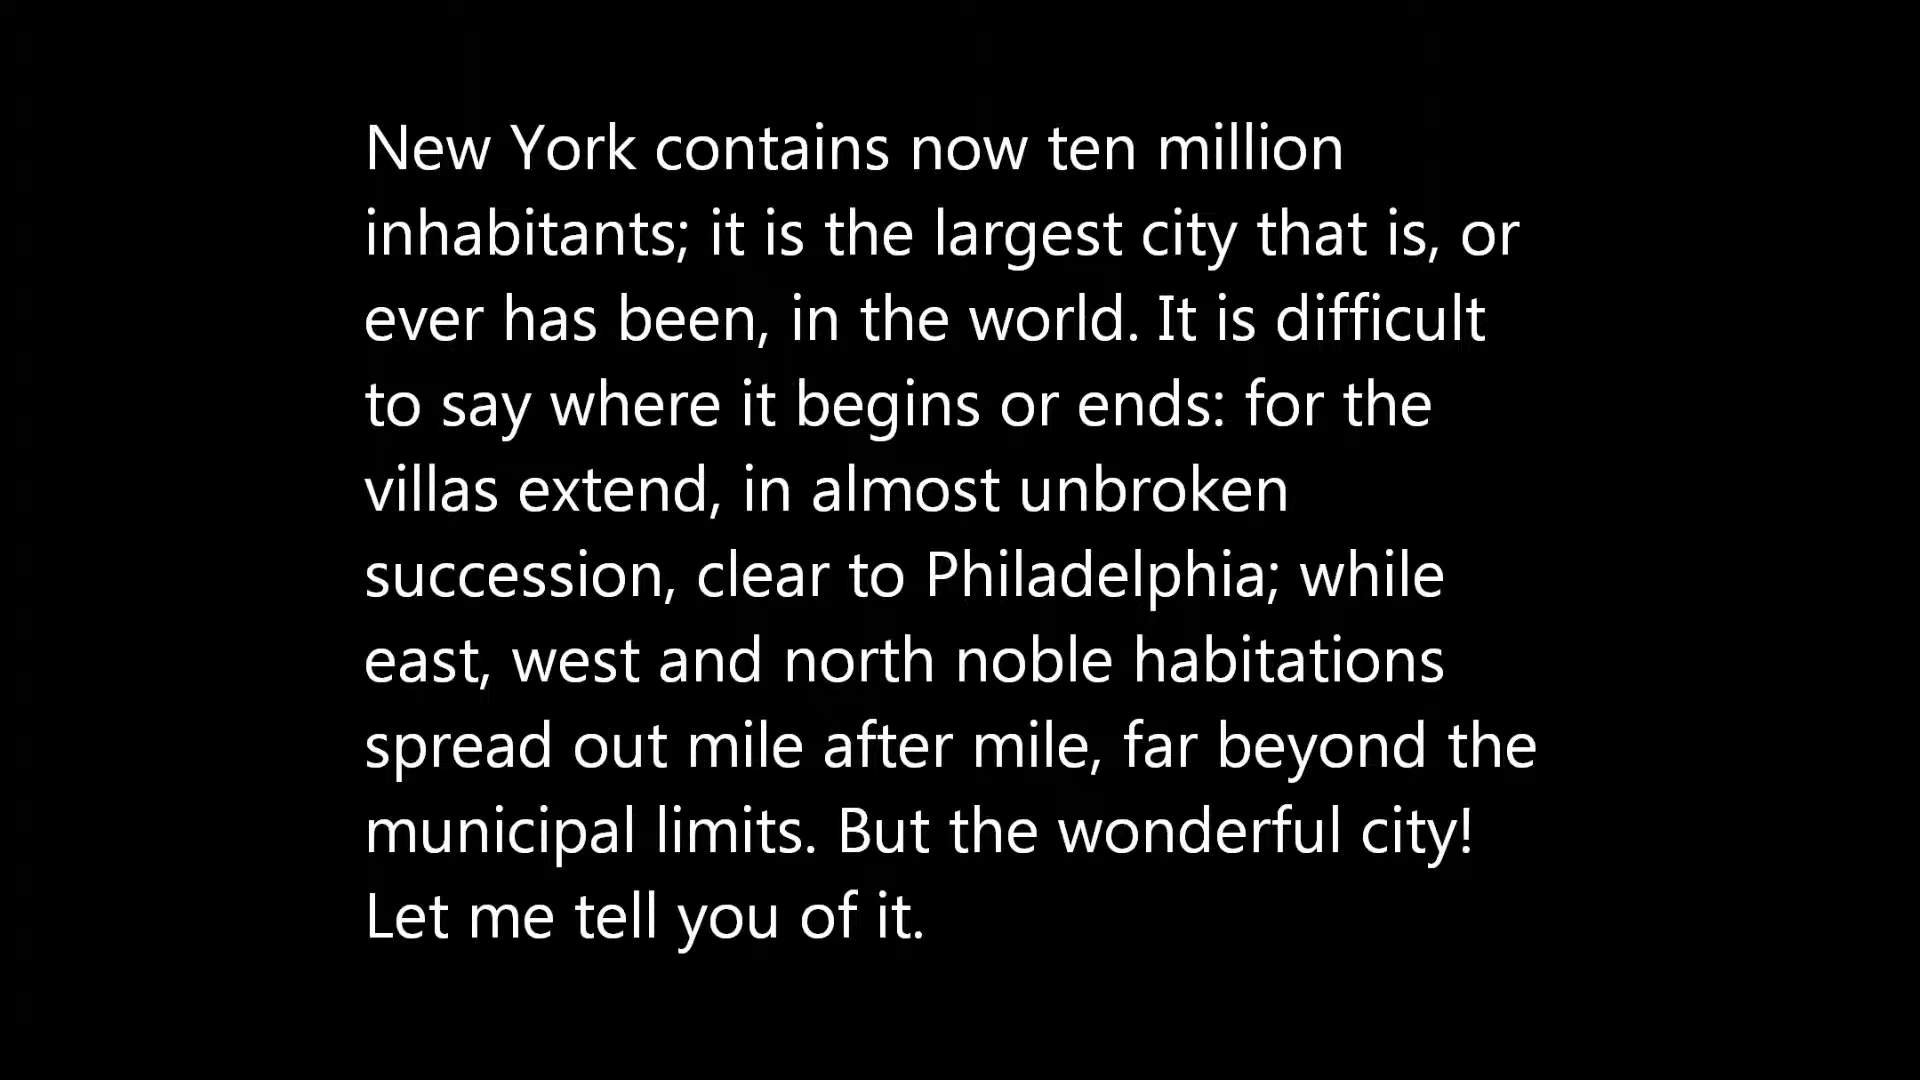 New York contains now ten million
inhabitants; it is the largest city that is, or
ever has been, in the world. It is difficult
to say where it begins or ends: for the
villas extend, in almost unbroken
succession, clear to Philadelphia; while
east, west and north noble habitations
spread out mile after mile, far beyond the
municipal limits. But the wonderful city!
Let me tell you of it.